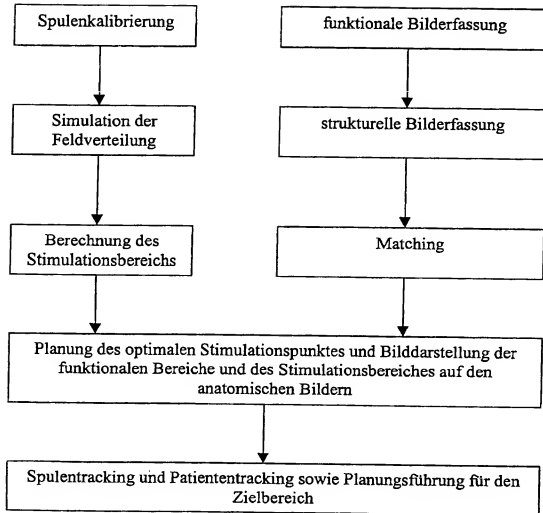 Spulenkalibrierung
funktionale Bilderfassung
Simulation der
Feldverteilung
strukturelle Bilderfassung
Berechnung des
Stimulationsbereichs
Matching
Planung des optimalen Stimulationspunktes und Bilddarstellung der
funktionalen Bereiche und des Stimulationsbereiches auf den
anatomischen Bildern
Spulentracking und Patiententracking sowie Planungsführung für den
Zielbereich